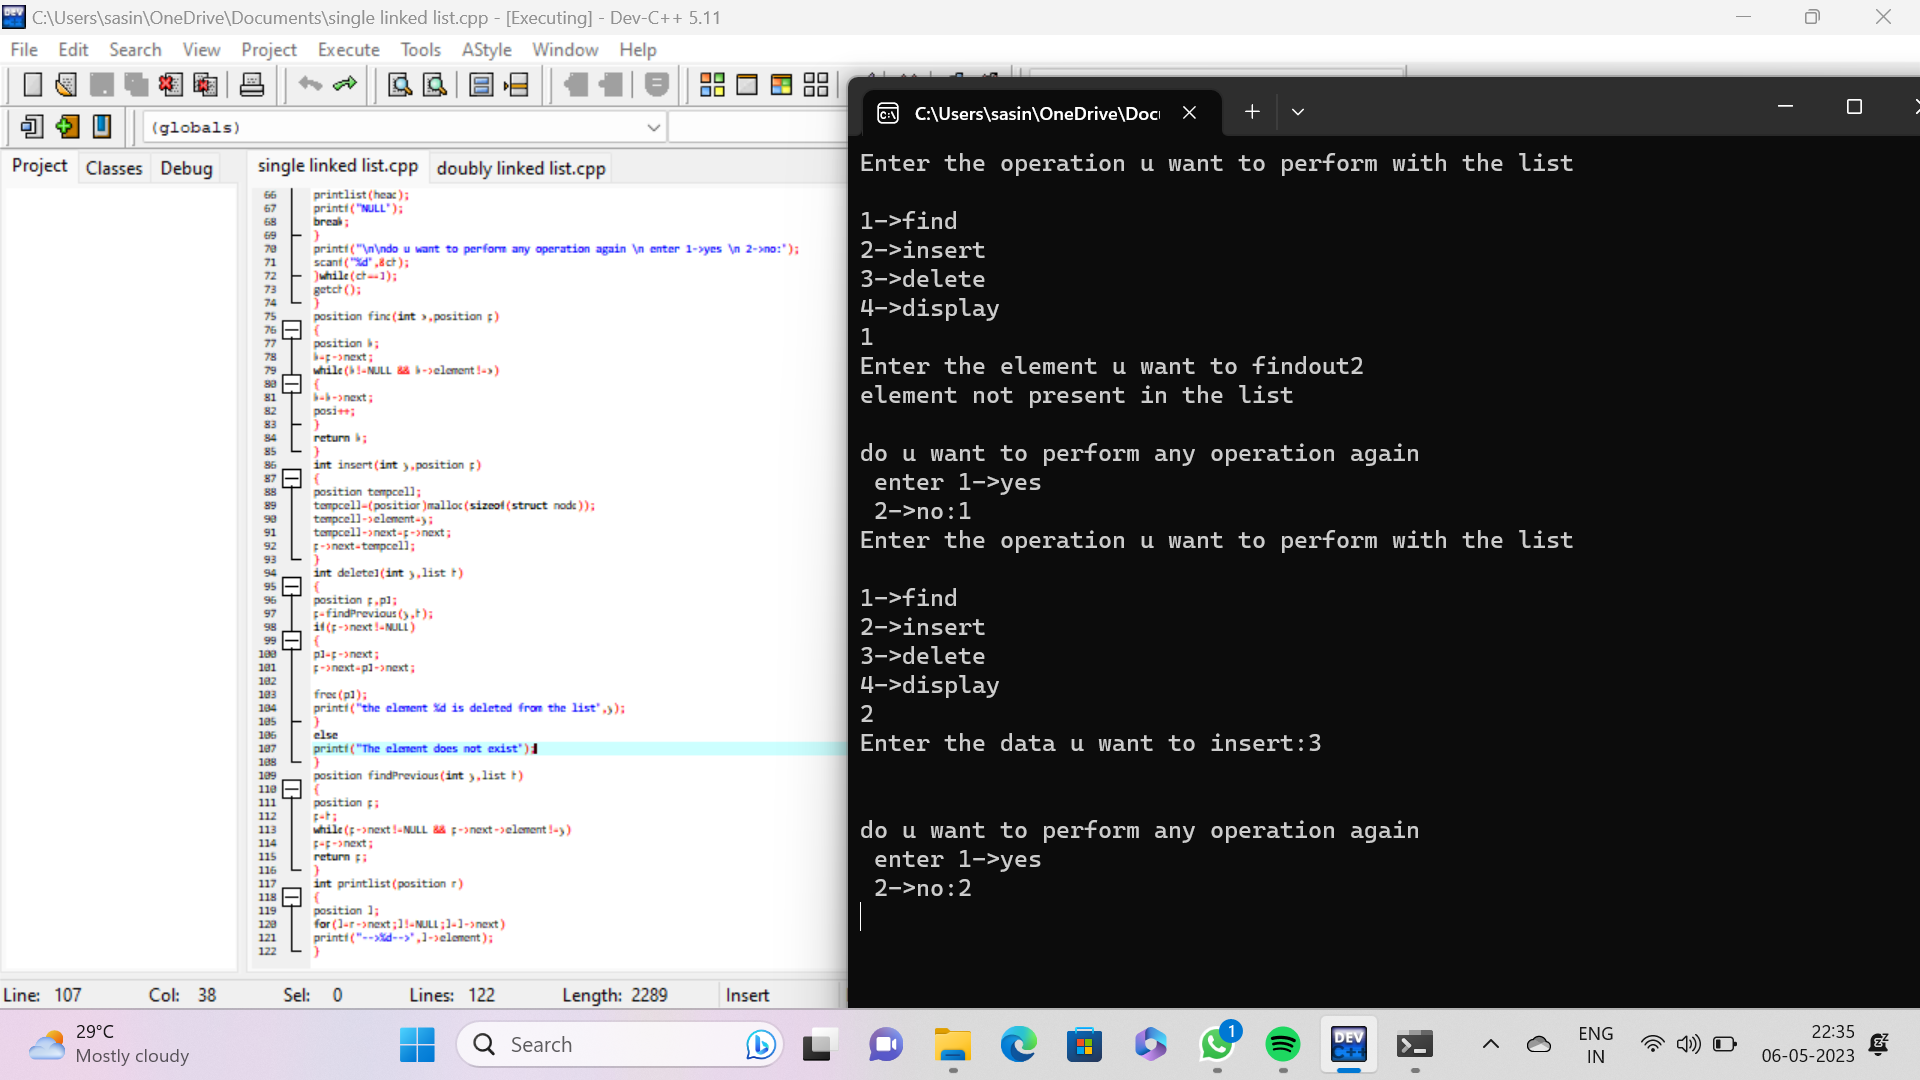 C:\Users\sasin\OneDrive\Documents\single linked list.cpp - [Executing] - Dev-C++ 5.11
File Edit Search View Project Execute Tools AStyle Window Help
(globals)
Project Classes Debug
single linked list.cpp doubly linked list.cpp
66 printlist(head);
67 printf("NULL");
68 break;
69 }
70 printf("\n\ndo u want to perform any operation again \n enter 1->yes \n 2->no:");
71 scanf("%d",&ch);
72 }while(ch==1);
73 getch();
74 }
75 position find(int x,position p)
76 {
77 position k;
78 k=p->next;
79 while(k!=NULL && k->element!=x)
80 {
81 k=k->next;
82 posi++;
83 }
84 return k;
85 }
86 int insert(int y,position p)
87 {
88 position tempcell;
89 tempcell=(position)malloc(sizeof(struct node));
90 tempcell->element=y;
91 tempcell->next=p->next;
92 p->next=tempcell;
93 }
94 int delete1(int y,list h)
95 {
96 position p,p1;
97 p=findPrevious(y,h);
98 if(p->next!=NULL)
99 {
100 p1=p->next;
101 p->next=p1->next;
102
103 free(p1);
104 printf("the element %d is deleted from the list",y);
105 }
106 else
107 printf("The element does not exist");
108 }
109 position findPrevious(int y,list h)
110 {
111 position p;
112 p=h;
113 while(p->next!=NULL && p->next->element!=y)
114 p=p->next;
115 return p;
116 }
117 int printlist(position r)
118 {
119 position l;
120 for(l=r->next;l!=NULL;l=l->next)
121 printf("-->%d-->",l->element);
122 }
Line: 107 Col: 38 Sel: 0 Lines: 122 Length: 2289 Insert
C:\Users\sasin\OneDrive\Doc
Enter the operation u want to perform with the list
1->find
2->insert
3->delete
4->display
1
Enter the element u want to findout2
element not present in the list
do u want to perform any operation again
enter 1->yes
2->no:1
Enter the operation u want to perform with the list
1->find
2->insert
3->delete
4->display
2
Enter the data u want to insert:3
do u want to perform any operation again
enter 1->yes
2->no:2
29°C
Mostly cloudy
Search
1
DEV
C++
ENG
IN
22:35
06-05-2023